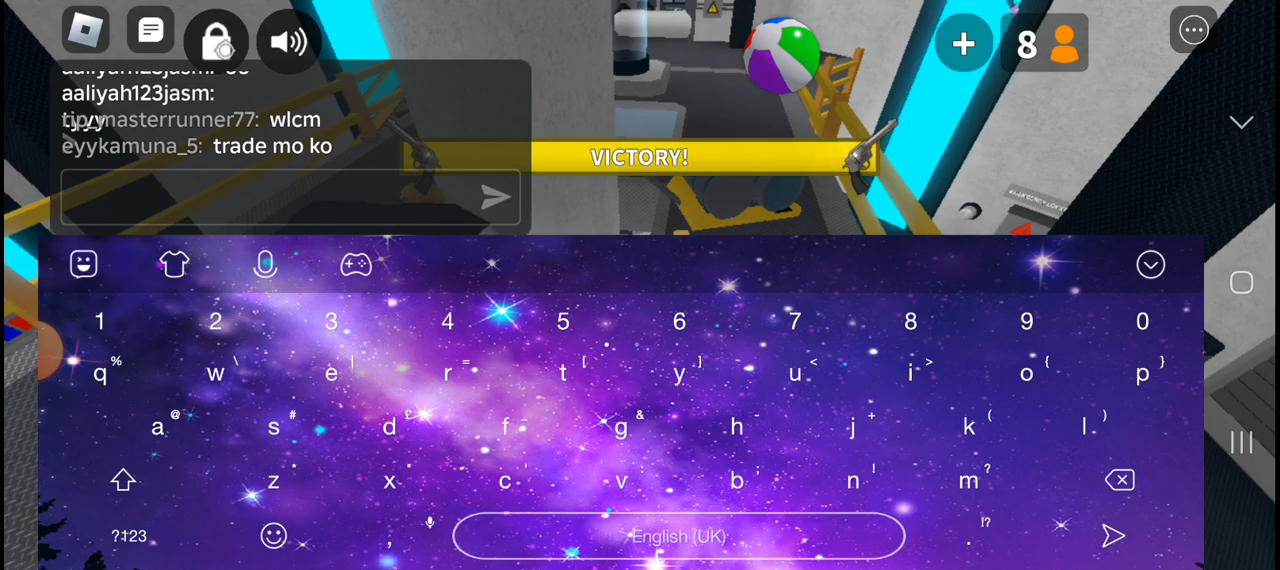 8
aaliyah123jasm:
tipymasterrunner77: wlcm
eyykamuna_5: trade mo ko
VICTORY!
1 2 3 4 5 6 7 8 9 0
q % w \ e | r = t [ y ] u < i > o { p }
a @ s # d £ f - g & h - j + k ( l )
z x c v b n ! m ?
?123 , English (UK) . !?